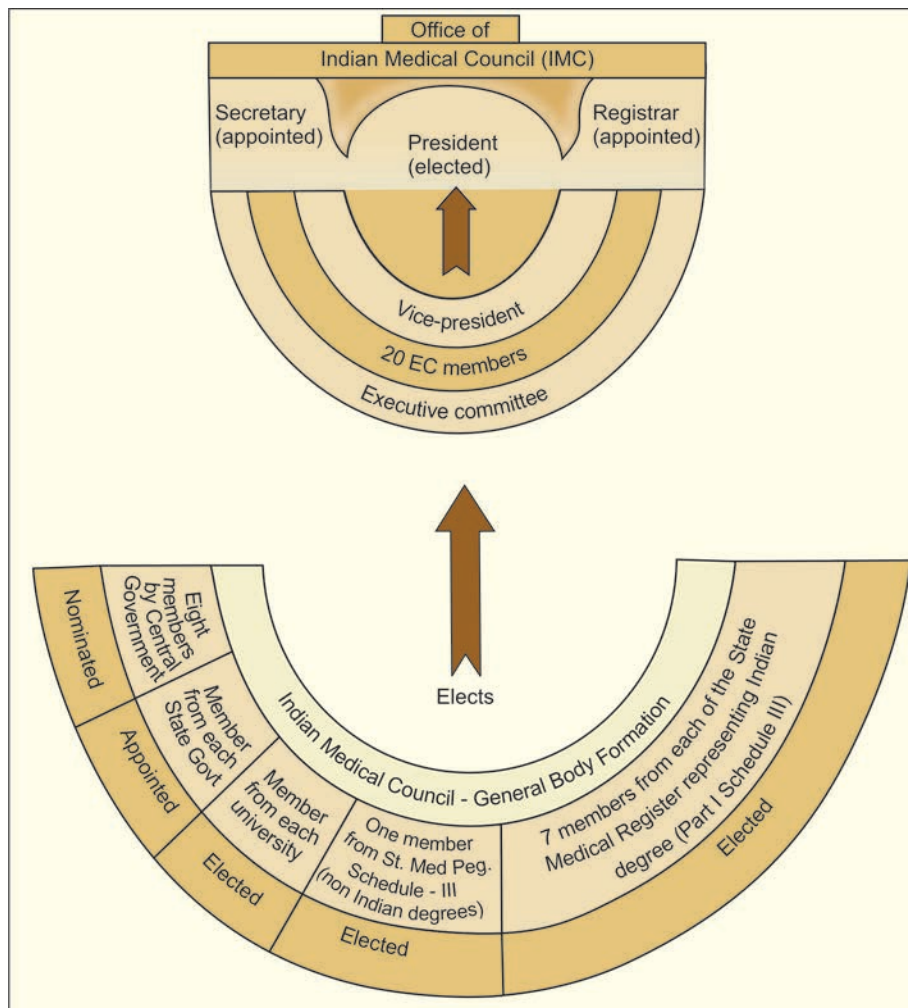 Office of
Indian Medical Council (IMC)
Secretary
(appointed)
President
(elected)
Registrar
(appointed)
Vice-president
20 EC members
Executive committee
Elects
Indian Medical Council - General Body Formation
Eight
members
by Central
Government
Nominated
Member
from each
State Govt
Appointed
Member
from each
university
Elected
One member
from St. Med Peg.
Schedule - III
(non Indian degrees)
Elected
7 members from each of the State
Medical Register representing Indian
degree (Part I Schedule III)
Elected